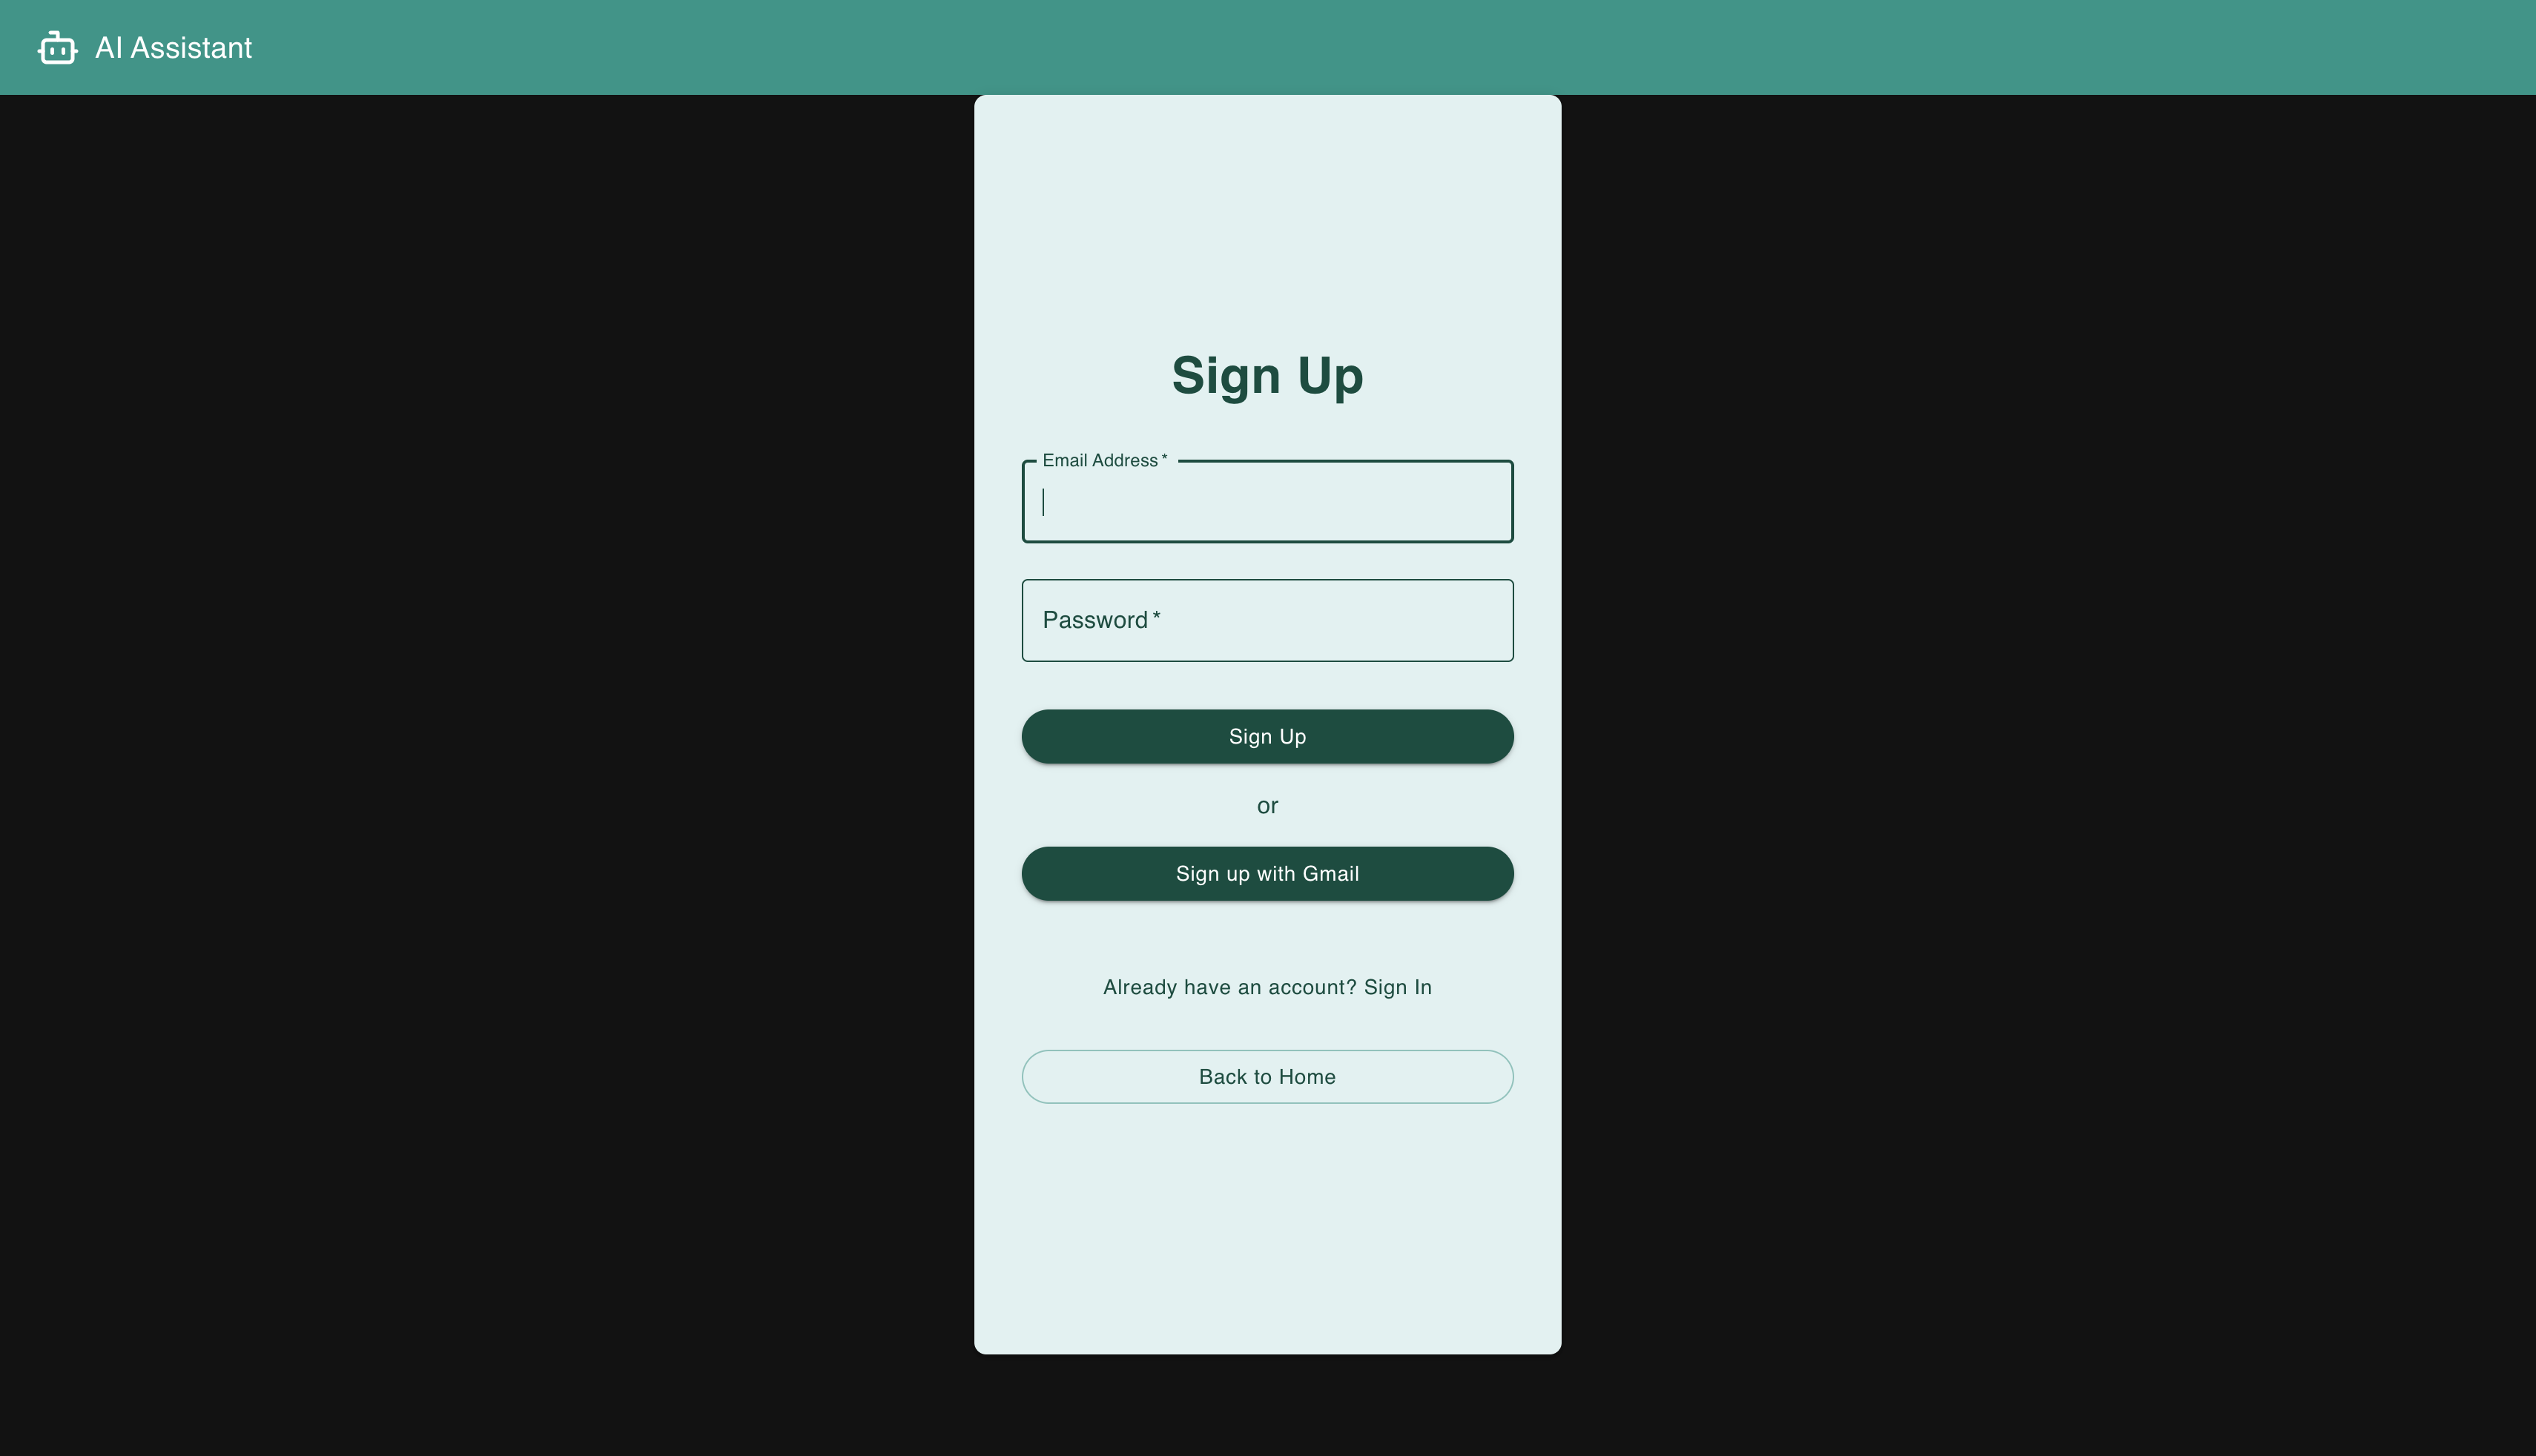 AI Assistant
Sign Up
Email Address *
Password *
Sign Up
or
Sign up with Gmail
Already have an account? Sign In
Back to Home